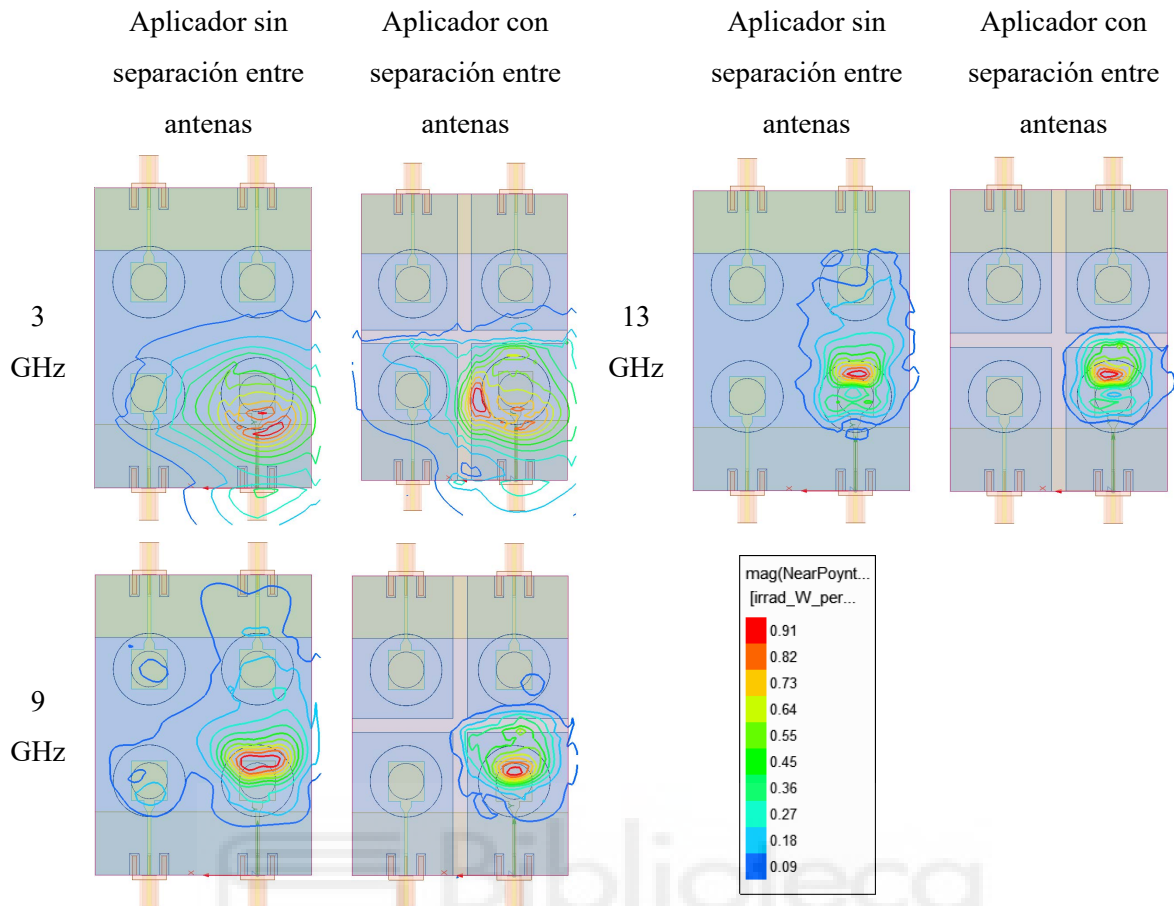 Aplicador sin
separación entre
antenas
Aplicador con
separación entre
antenas
Aplicador sin
separación entre
antenas
Aplicador con
separación entre
antenas
3
GHz
13
GHz
9
GHz
mag(NearPoynt...
[irrad_W_per...
0.91
0.82
0.73
0.64
0.55
0.45
0.36
0.27
0.18
0.09
X
X
X
X
X
Biblioteca